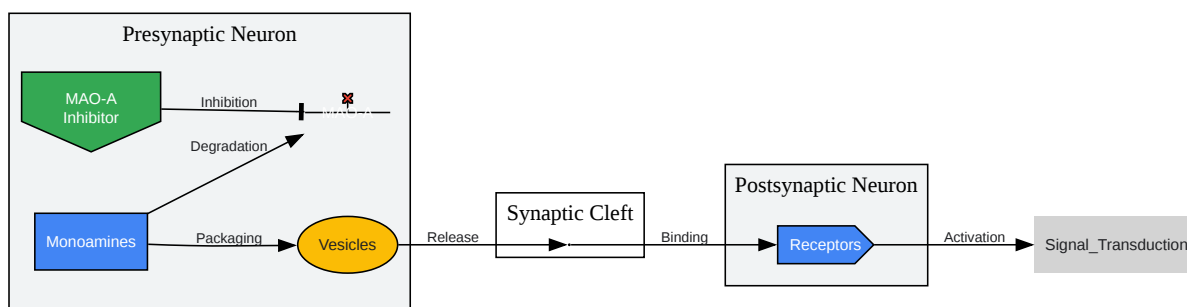 Presynaptic Neuron
MAO-A
Inhibitor
Inhibition
Degradation
Monoamines
Packaging
Vesicles
Release
Synaptic Cleft
Binding
Postsynaptic Neuron
Receptors
Activation
Signal_Transduction